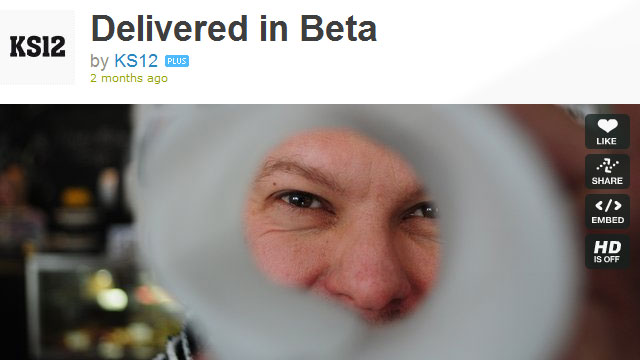 KS12
Delivered in Beta
by KS12 PLUS
2 months ago
LIKE
SHARE
</> EMBED
HD
IS OFF